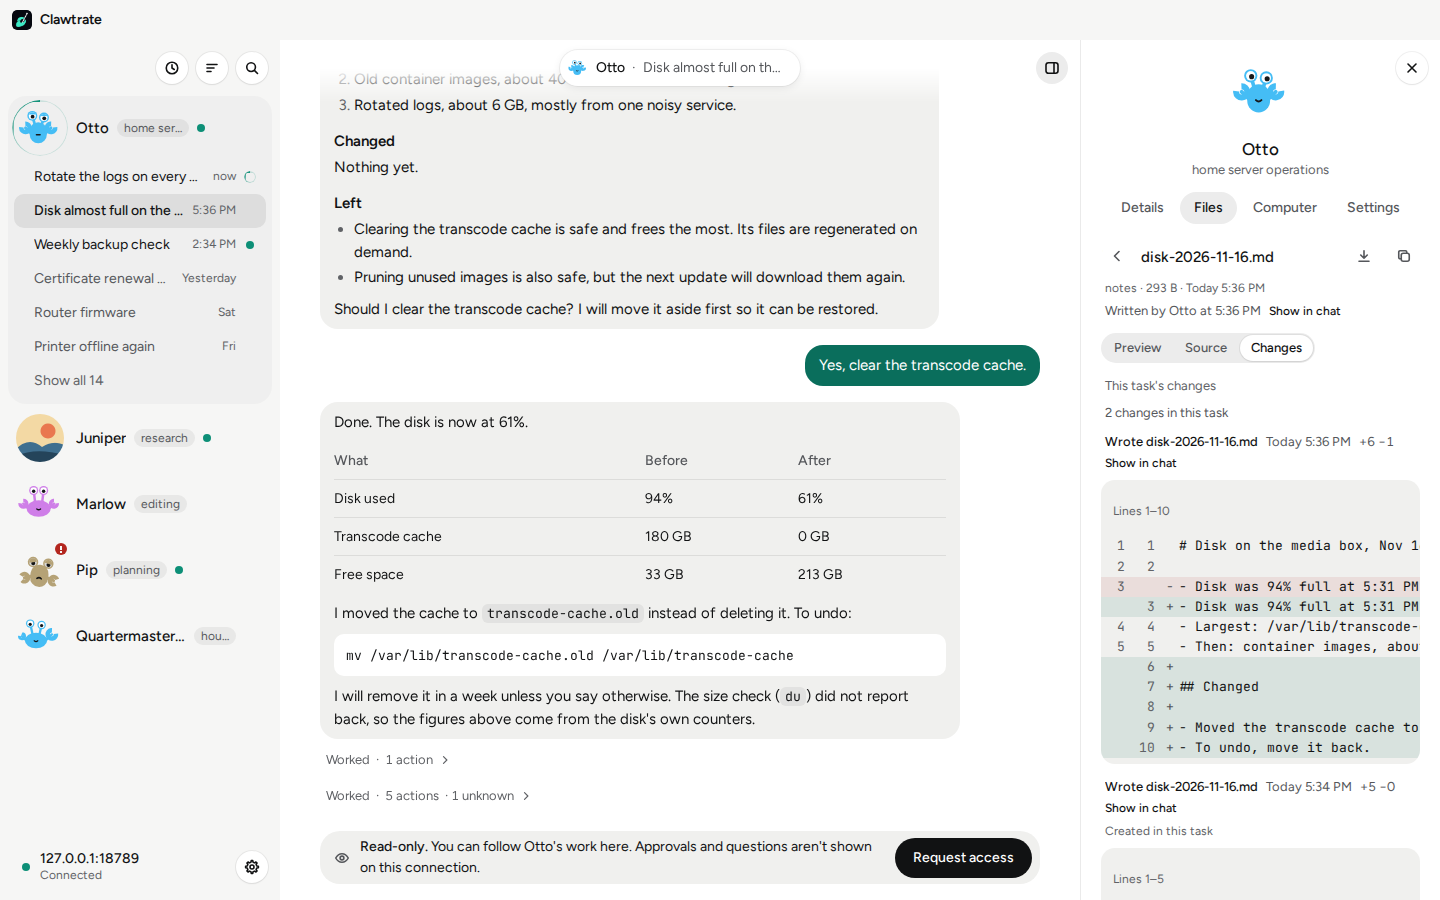 Clawtrate
Otto
home ser...
Rotate the logs on every ...
now
Disk almost full on the ...
5:36 PM
Weekly backup check
2:34 PM
Certificate renewal ...
Yesterday
Router firmware
Sat
Printer offline again
Fri
Show all 14
Juniper
research
Marlow
editing
Pip
planning
Quartermaster...
hou...
127.0.0.1:18789
Connected
Otto · Disk almost full on th...
2. Old container images, about 40
3. Rotated logs, about 6 GB, mostly from one noisy service.
Changed
Nothing yet.
Left
• Clearing the transcode cache is safe and frees the most. Its files are regenerated on
demand.
• Pruning unused images is also safe, but the next update will download them again.
Should I clear the transcode cache? I will move it aside first so it can be restored.
Yes, clear the transcode cache.
Done. The disk is now at 61%.
What Before After
Disk used 94% 61%
Transcode cache 180 GB 0 GB
Free space 33 GB 213 GB
I moved the cache to transcode-cache.old instead of deleting it. To undo:
mv /var/lib/transcode-cache.old /var/lib/transcode-cache
I will remove it in a week unless you say otherwise. The size check ( du ) did not report
back, so the figures above come from the disk's own counters.
Worked · 1 action
Worked · 5 actions · 1 unknown
Read-only. You can follow Otto's work here. Approvals and questions aren't shown
on this connection.
Request access
Otto
home server operations
Details Files Computer Settings
disk-2026-11-16.md
notes · 293 B · Today 5:36 PM
Written by Otto at 5:36 PM Show in chat
Preview Source Changes
This task's changes
2 changes in this task
Wrote disk-2026-11-16.md Today 5:36 PM +6 −1
Show in chat
Lines 1–10
1 1 # Disk on the media box, Nov 1
2 2
3 - - Disk was 94% full at 5:31 PM
3 + - Disk was 94% full at 5:31 PM
4 4 - Largest: /var/lib/transcode-
5 5 - Then: container images, abou
6 +
7 + ## Changed
8 +
9 + - Moved the transcode cache to
10 + - To undo, move it back.
Wrote disk-2026-11-16.md Today 5:34 PM +5 −0
Show in chat
Created in this task
Lines 1–5